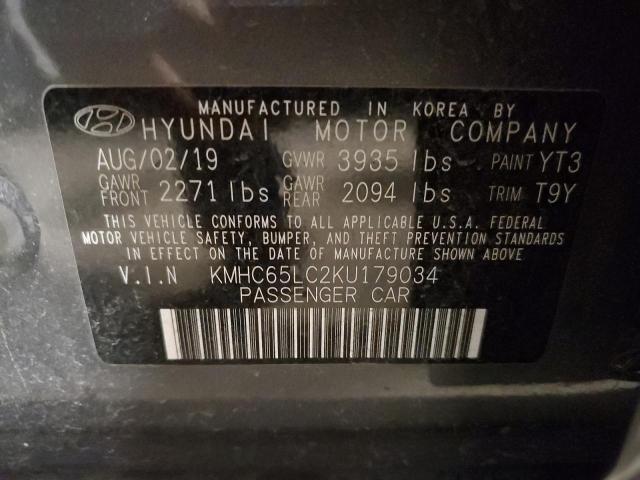 MANUFACTURED IN KOREA BY
HYUNDAI MOTOR COMPANY
AUG/02/19 GVWR 3935 lbs PAINT YT3
GAWR FRONT 2271 lbs GAWR REAR 2094 lbs TRIM T9Y
THIS VEHICLE CONFORMS TO ALL APPLICABLE U.S.A. FEDERAL
MOTOR VEHICLE SAFETY, BUMPER, AND THEFT PREVENTION STANDARDS
IN EFFECT ON THE DATE OF MANUFACTURE SHOWN ABOVE
V.I.N KMHC65LC2KU179034
PASSENGER CAR